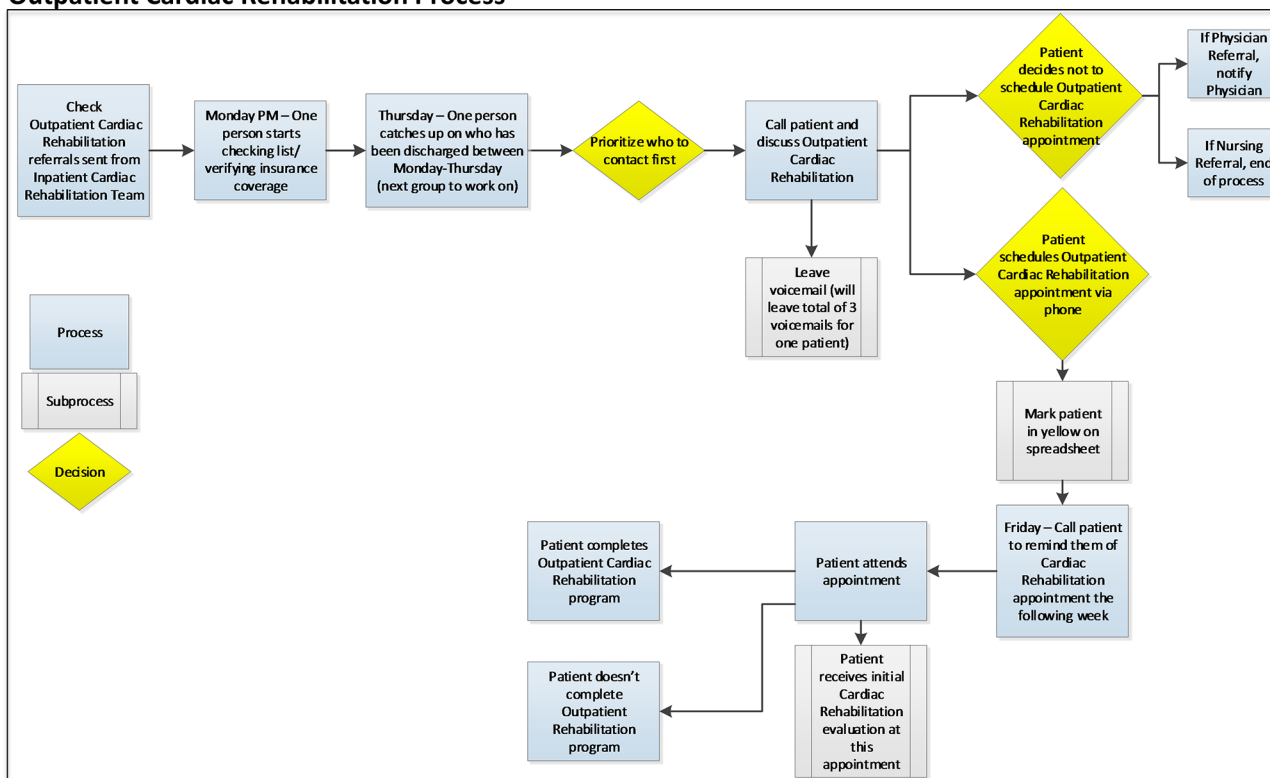 Outpatient Cardiac Rehabilitation Process
Check
Outpatient Cardiac
Rehabilitation
referrals sent from
Inpatient Cardiac
Rehabilitation Team
Monday PM – One
person starts
checking list/
verifying insurance
coverage
Thursday – One person
catches up on who has
been discharged between
Monday-Thursday
(next group to work on)
Prioritize who to
contact first
Call patient and
discuss Outpatient
Cardiac
Rehabilitation
Patient
decides not to
schedule Outpatient
Cardiac
Rehabilitation
appointment
If Physician
Referral,
notify
Physician
If Nursing
Referral, end
of process
Leave
voicemail (will
leave total of 3
voicemails for
one patient)
Patient
schedules Outpatient
Cardiac Rehabilitation
appointment via
phone
Process
Subprocess
Decision
Mark patient
in yellow on
spreadsheet
Friday – Call patient
to remind them of
Cardiac
Rehabilitation
appointment the
following week
Patient attends
appointment
Patient completes
Outpatient Cardiac
Rehabilitation
program
Patient doesn't
complete
Outpatient
Rehabilitation
program
Patient
receives initial
Cardiac
Rehabilitation
evaluation at
this
appointment